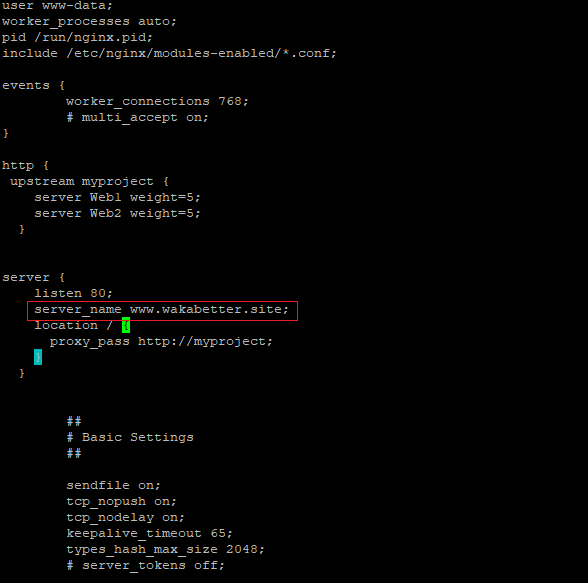 user www-data;
worker_processes auto;
pid /run/nginx.pid;
include /etc/nginx/modules-enabled/*.conf;
events {
worker_connections 768;
# multi_accept on;
}
http {
upstream myproject {
server Web1 weight=5;
server Web2 weight=5;
}
server {
listen 80;
server_name www.wakabetter.site;
location / {
proxy_pass http://myproject;
}
}
##
# Basic Settings
##
sendfile on;
tcp_nopush on;
tcp_nodelay on;
keepalive_timeout 65;
types_hash_max_size 2048;
# server_tokens off;